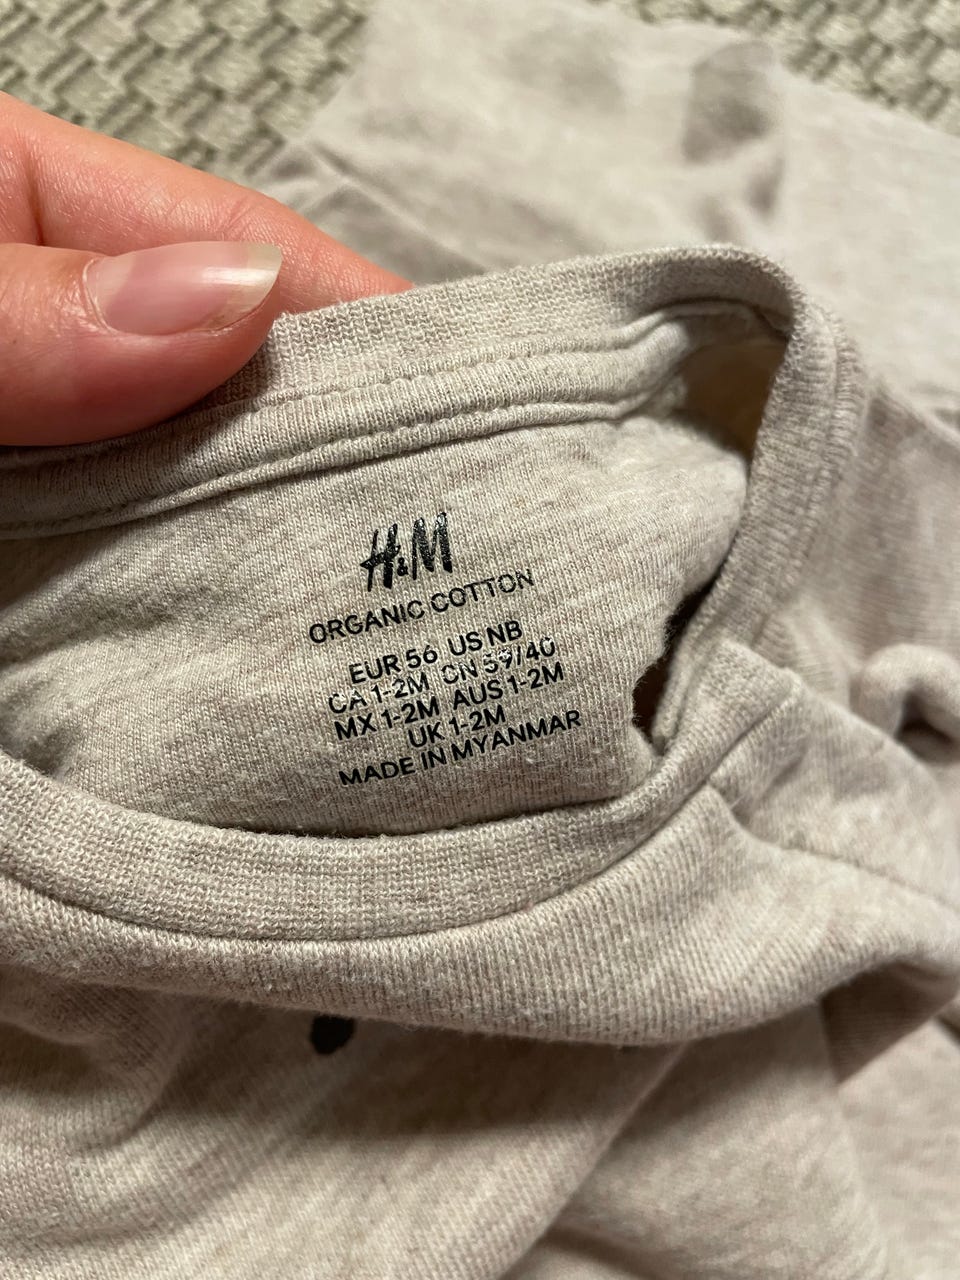 H&M
ORGANIC COTTON
EUR 56 US NB
CA 1-2M CN 59/40
MX 1-2M AUS 1-2M
UK 1-2M
MADE IN MYANMAR